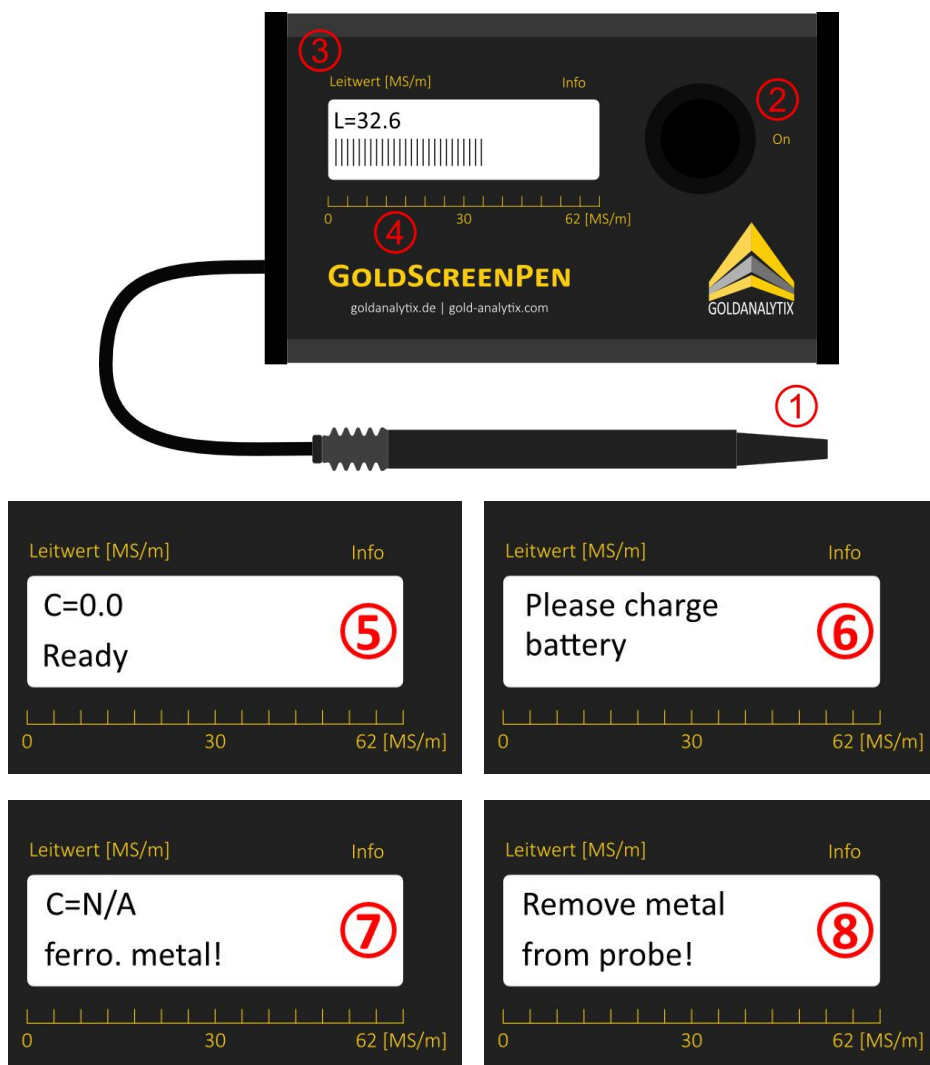 ③
Leitwert [MS/m] Info
②
L=32.6
On
0 30 62 [MS/m]
④
GOLDSCREENPEN
goldanalytix.de | gold-analytix.com
GOLDANALYTIX
①
Leitwert [MS/m] Info
C=0.0
Ready
⑤
0 30 62 [MS/m]
Leitwert [MS/m] Info
Please charge
battery
⑥
0 30 62 [MS/m]
Leitwert [MS/m] Info
C=N/A
ferro. metal!
⑦
0 30 62 [MS/m]
Leitwert [MS/m] Info
Remove metal
from probe!
⑧
0 30 62 [MS/m]